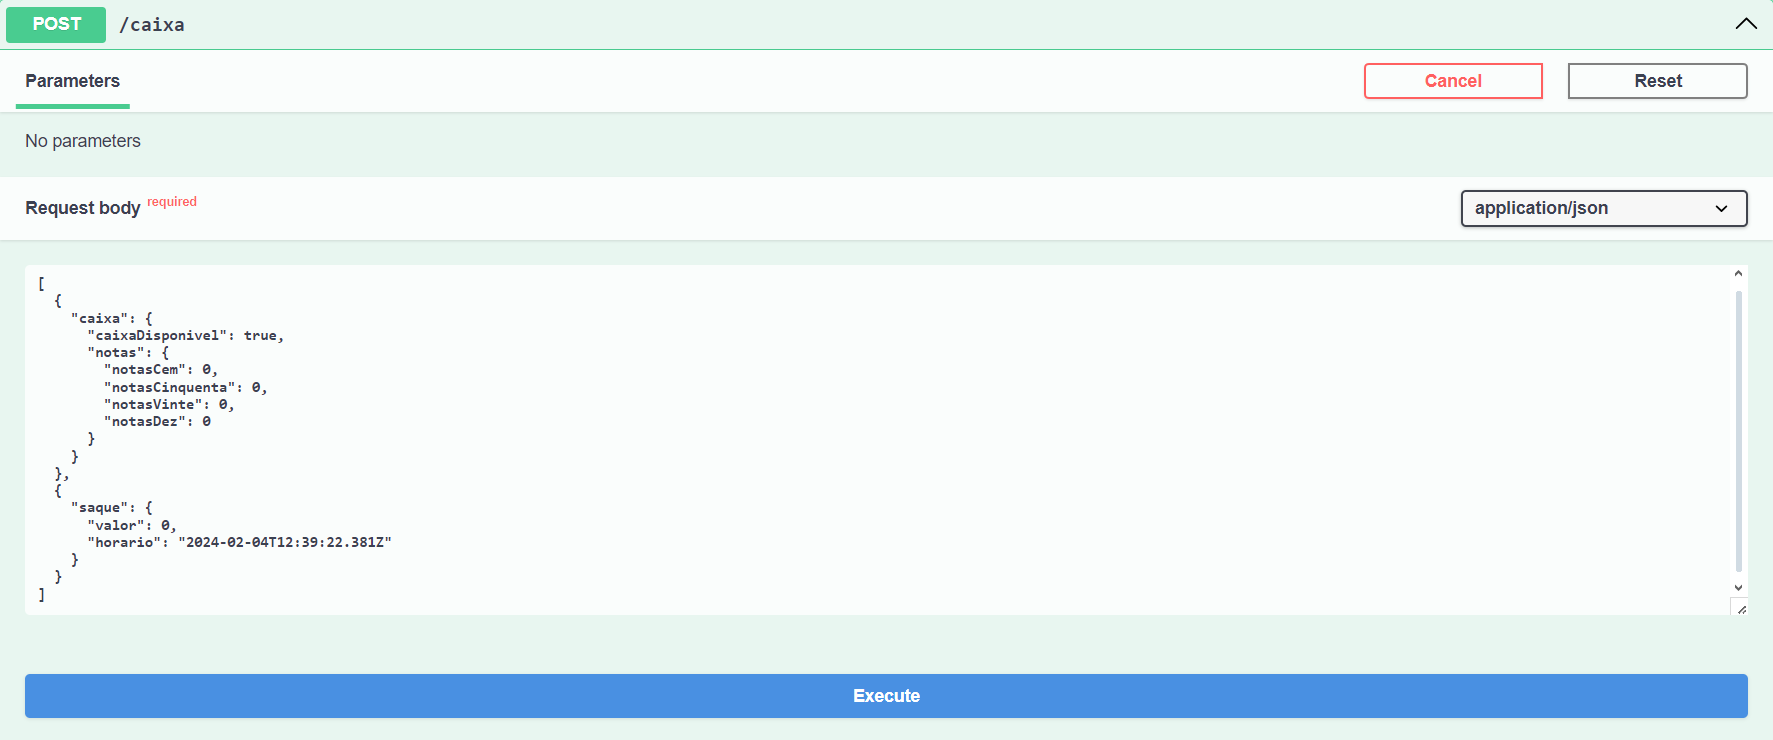 POST /caixa
Parameters
Cancel
Reset
No parameters
Request body required
application/json
[
  {
    "caixa": {
      "caixaDisponivel": true,
      "notas": {
        "notasCem": 0,
        "notasCinquenta": 0,
        "notasVinte": 0,
        "notasDez": 0
      }
    }
  },
  {
    "saque": {
      "valor": 0,
      "horario": "2024-02-04T12:39:22.381Z"
    }
  }
]
Execute